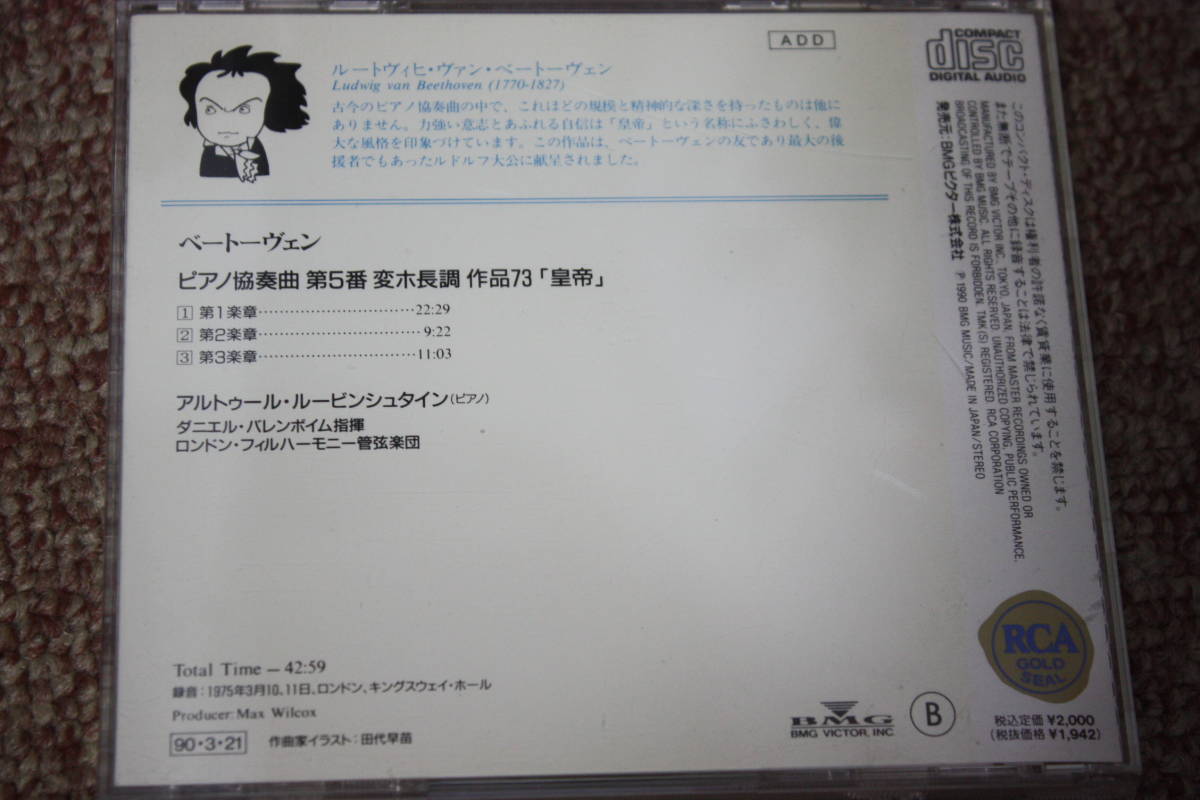 ADD
COMPACT
disc
DIGITAL AUDIO
ルートヴィヒ・ヴァン・ベートーヴェン
Ludwig van Beethoven (1770-1827)
古今のピアノ協奏曲の中で、これほどの規模と精神的な深さを持ったものは他に
ありません。力強い意志とあふれる自信は「皇帝」という名称にふさわしく、偉
大な風格を印象づけています。この作品は、ベートーヴェンの友であり最大の後
援者でもあったルドルフ大公に献呈されました。
ベートーヴェン
ピアノ協奏曲 第5番 変ホ長調 作品73「皇帝」
1 第1楽章……………………………22:29
2 第2楽章……………………………9:22
3 第3楽章……………………………11:03
アルトゥール・ルービンシュタイン(ピアノ)
ダニエル・バレンボイム指揮
ロンドン・フィルハーモニー管弦楽団
Total Time – 42:59
録音:1975年3月10、11日、ロンドン、キングスウェイ・ホール
Producer: Max Wilcox
90・3・21 作曲家イラスト:田代早苗
このコンパクト・ディスクは権利者の許諾なく賃貸業に使用することを禁じます。
また無断でテープその他に録音することは法律で禁じられています。
MANUFACTURED BY BMG VICTOR INC., TOKYO, JAPAN, FROM MASTER RECORDINGS OWNED OR
CONTROLLED BY BMG MUSIC. ALL RIGHTS RESERVED. UNAUTHORIZED COPYING, PUBLIC PERFORMANCE,
BROADCASTING OF THIS RECORD IS FORBIDDEN. TMK(S) REGISTERED. RCA CORPORATION
発売元:BMGビクター株式会社 ℗ 1990 BMG MUSIC/MADE IN JAPAN/STEREO
RCA
GOLD
SEAL
BMG
BMG VICTOR, INC
B
税込定価 ¥2,000
(税抜価格 ¥1,942)